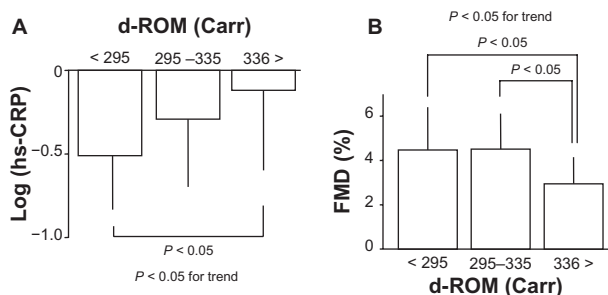 A
d-ROM (Carr)
< 295 295 –335 336 >
0
–0.5
–1.0
Log (hs-CRP)
P < 0.05
P < 0.05 for trend
B
P < 0.05 for trend
P < 0.05
P < 0.05
6
4
2
0
FMD (%)
< 295 295–335 336 >
d-ROM (Carr)